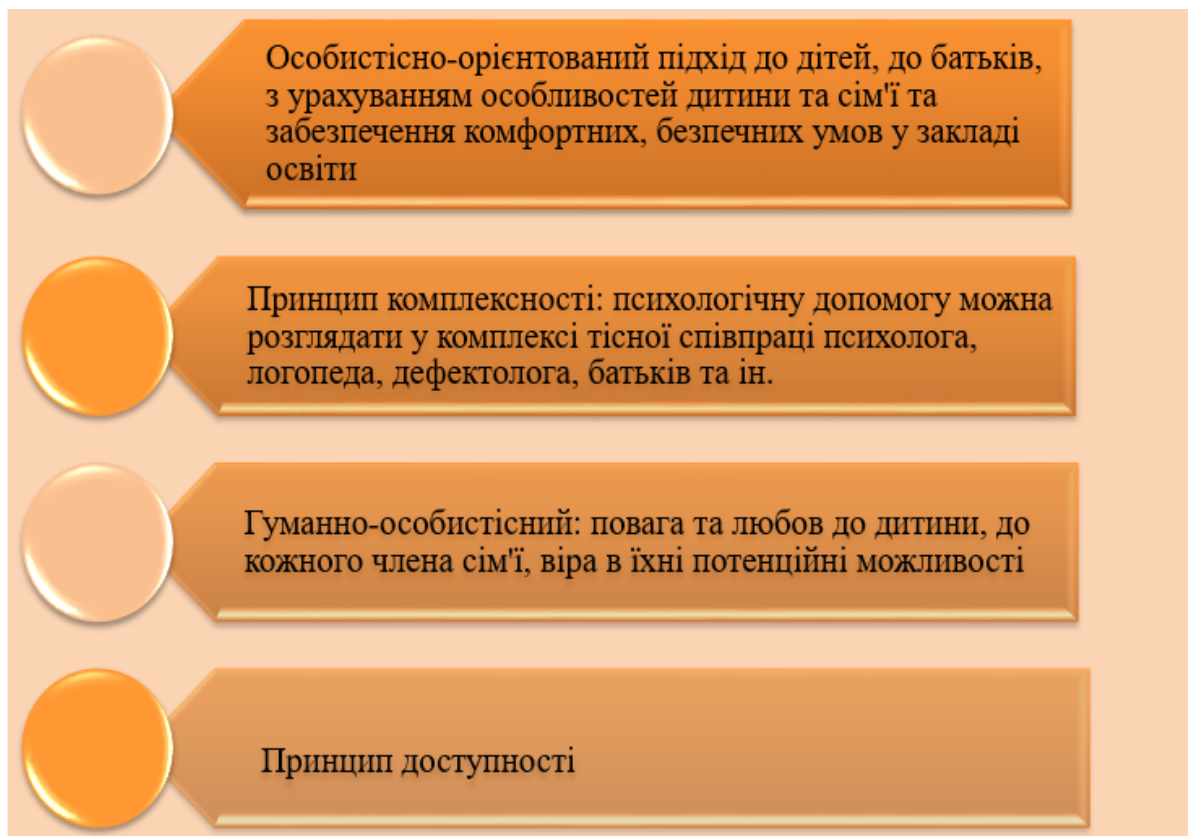 Особистісно-орієнтований підхід до дітей, до батьків,
з урахуванням особливостей дитини та сім'ї та
забезпечення комфортних, безпечних умов у закладі
освіти
Принцип комплексності: психологічну допомогу можна
розглядати у комплексі тісної співпраці психолога,
логопеда, дефектолога, батьків та ін.
Гуманно-особистісний: повага та любов до дитини, до
кожного члена сім'ї, віра в їхні потенційні можливості
Принцип доступності